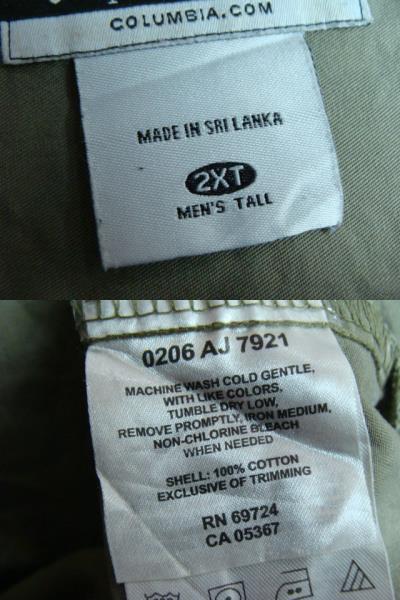 COLUMBIA.COM
MADE IN SRI LANKA
2XT
MEN'S TALL
0206 AJ 7921
MACHINE WASH COLD GENTLE,
WITH LIKE COLORS,
TUMBLE DRY LOW,
REMOVE PROMPTLY, IRON MEDIUM,
NON-CHLORINE BLEACH
WHEN NEEDED
SHELL: 100% COTTON
EXCLUSIVE OF TRIMMING
RN 69724
CA 05367